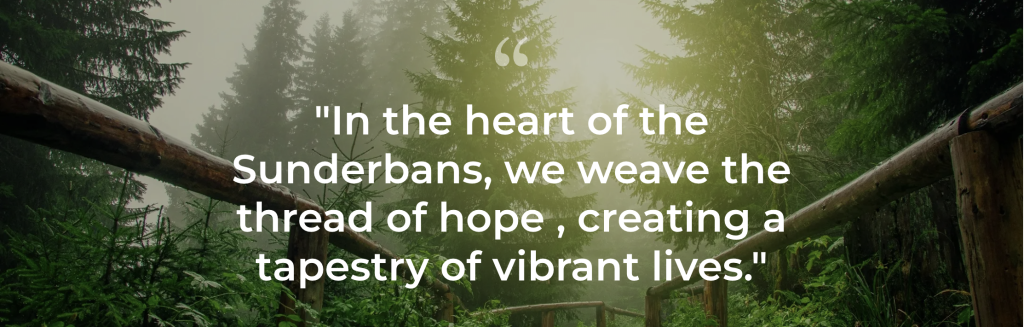 “
"In the heart of the
Sunderbans, we weave the
thread of hope , creating a
tapestry of vibrant lives."